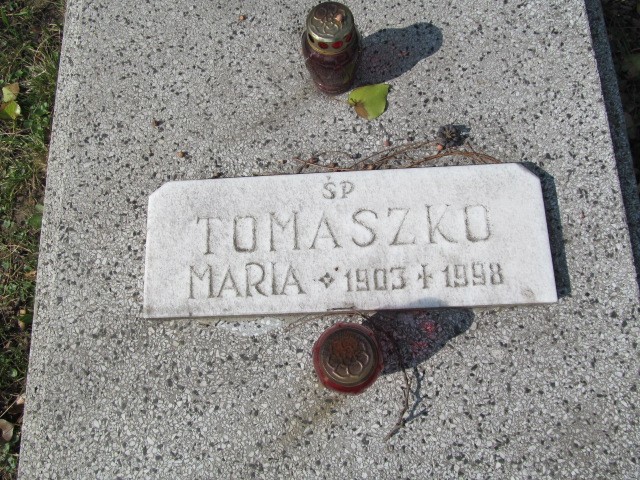 ŚP
TOMASZKO
MARIA * 1903 † 1998